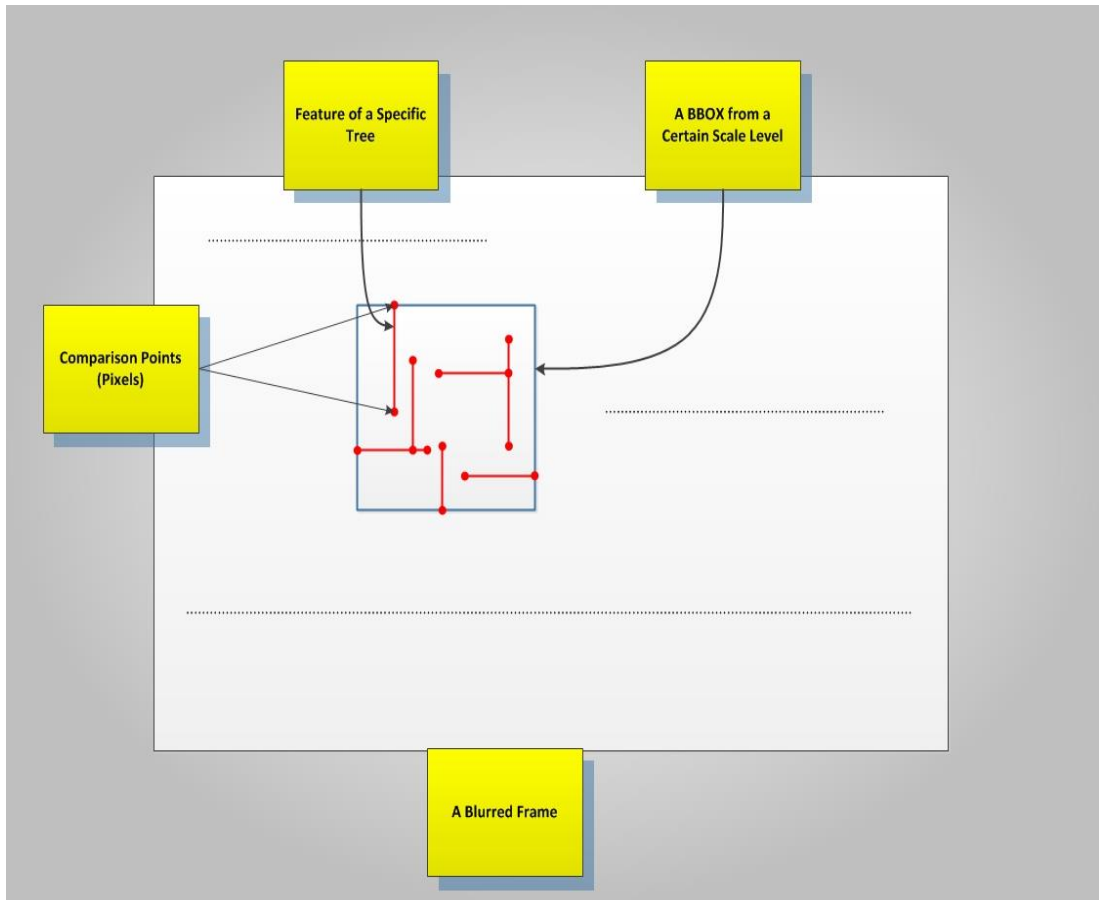 Feature of a Specific
Tree
A BBOX from a
Certain Scale Level
Comparison Points
(Pixels)
A Blurred Frame